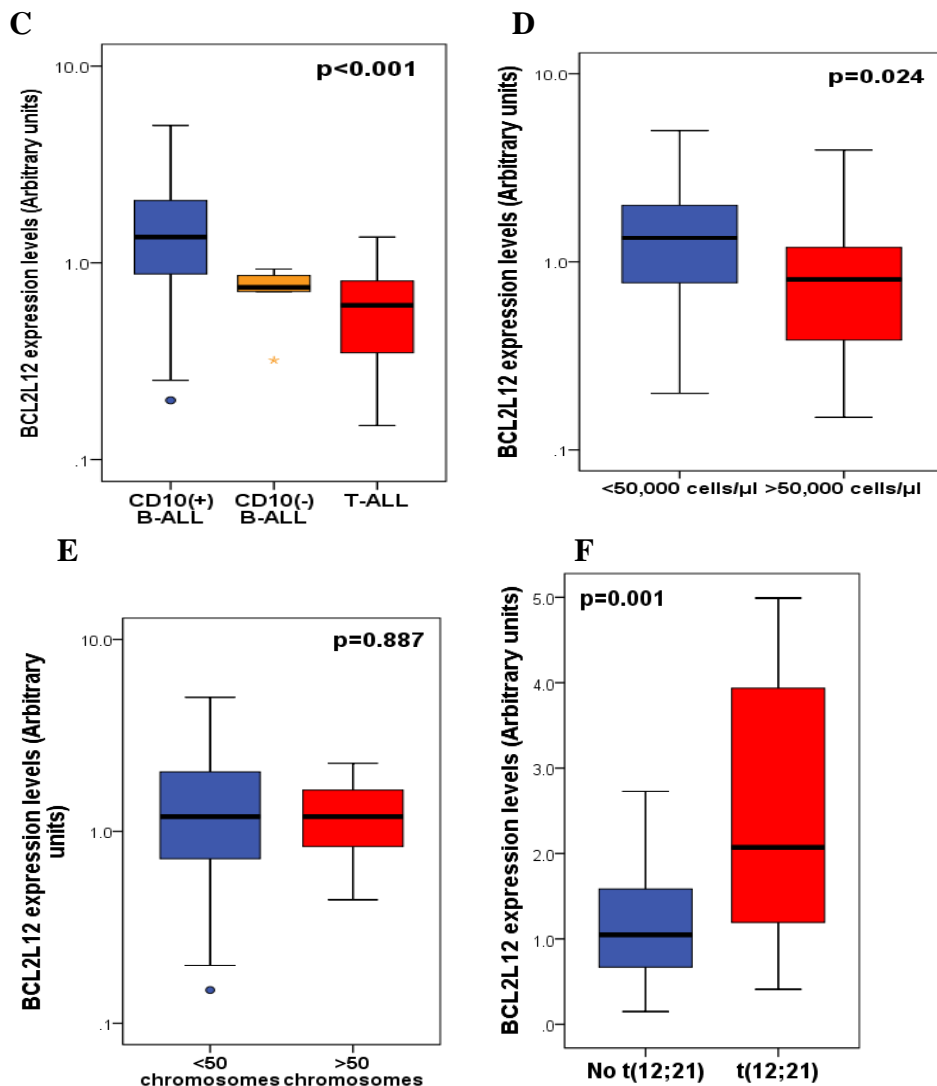 C
p<0.001
BCL2L12 expression levels (Arbitrary units)
10.0
1.0
.1
CD10(+)
B-ALL
CD10(-)
B-ALL
T-ALL
D
p=0.024
BCL2L12 expression levels (Arbitrary units)
10.0
1.0
.1
<50,000 cells/µl
>50,000 cells/µl
E
p=0.887
BCL2L12 expression levels (Arbitrary
units)
10.0
1.0
.1
<50
chromosomes
>50
chromosomes
F
p=0.001
BCL2L12 expression levels (Arbitrary units)
5.0
4.0
3.0
2.0
1.0
.0
No t(12;21)
t(12;21)